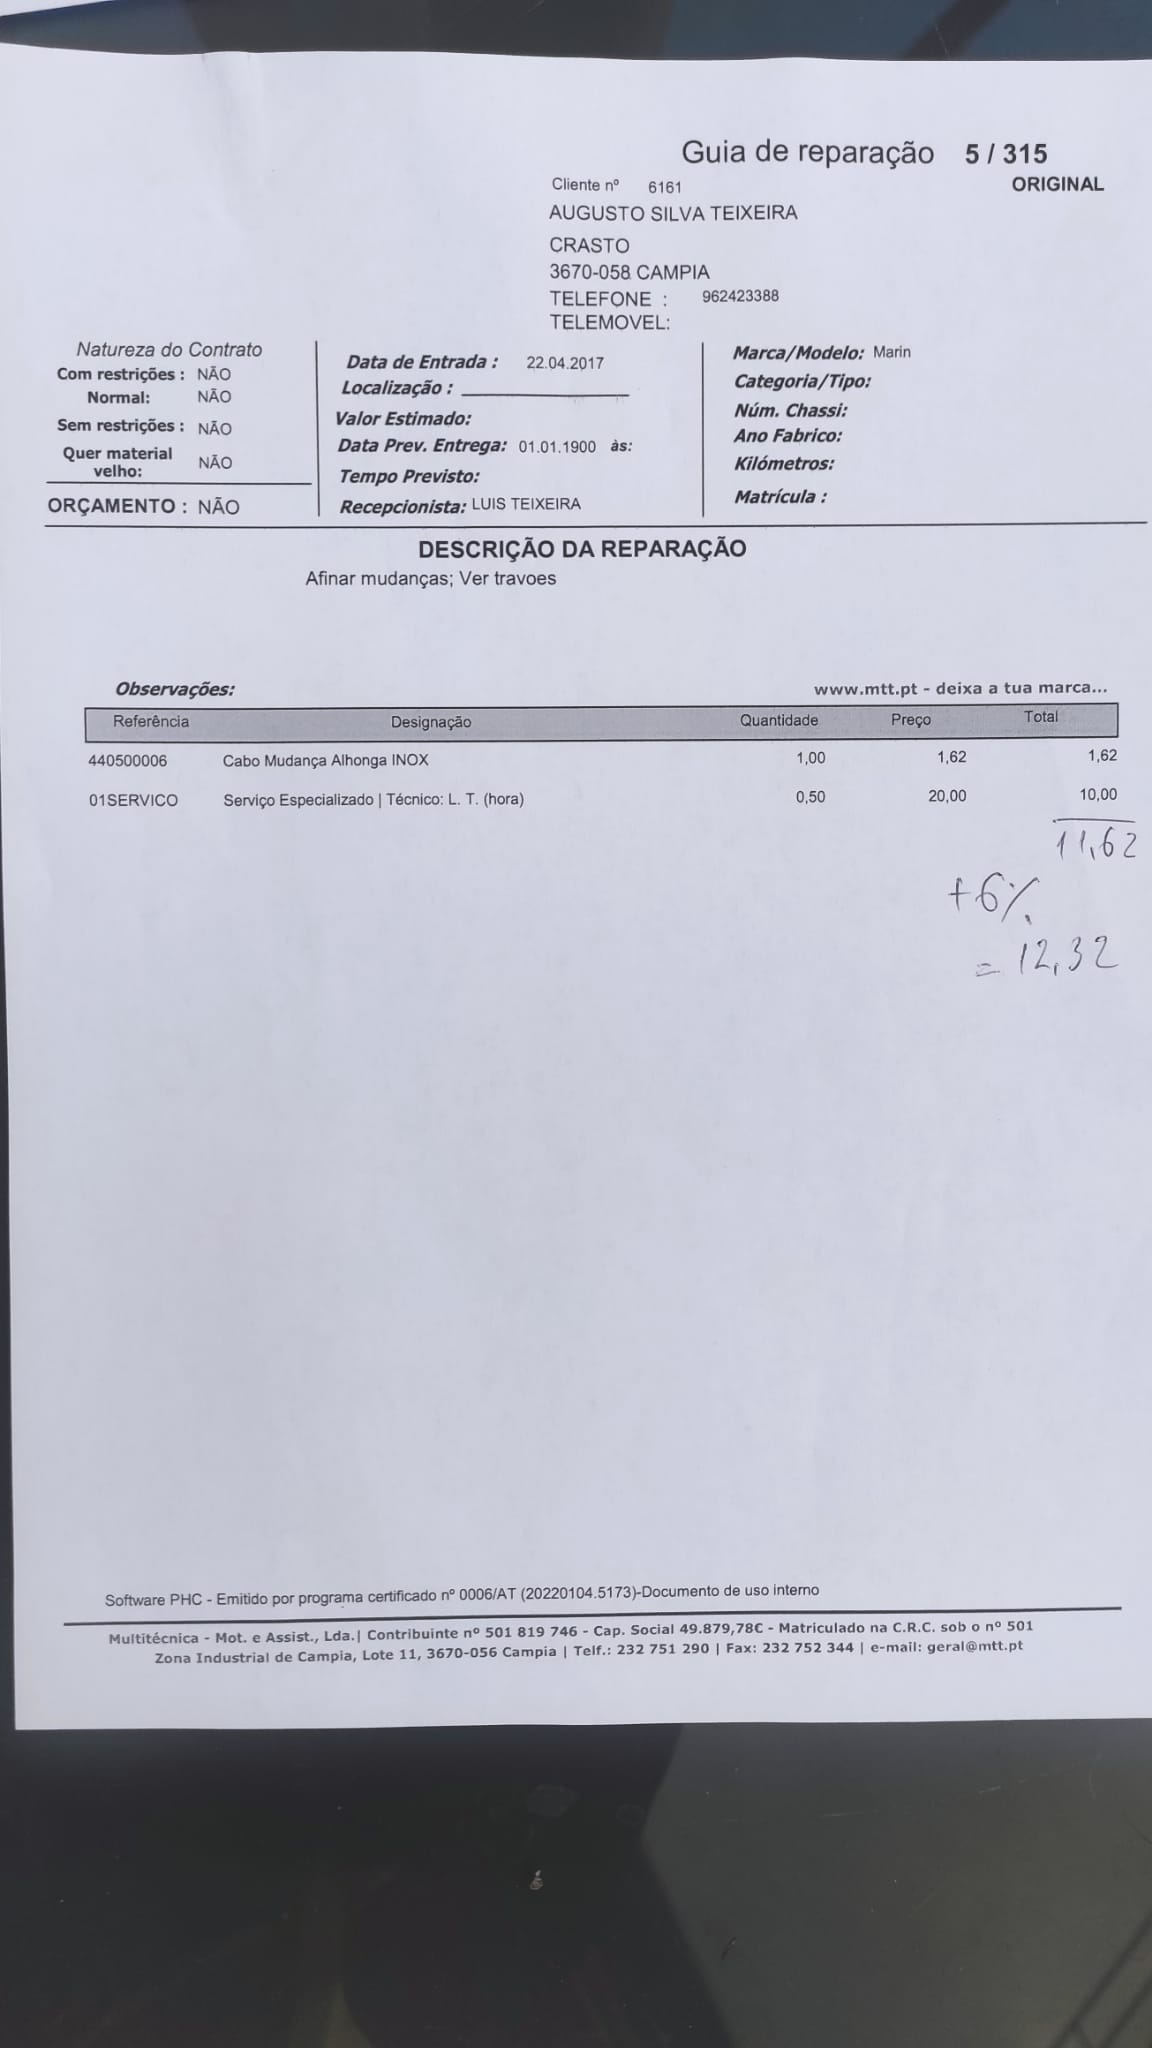 Guia de reparação 5 / 315
ORIGINAL
Cliente nº 6161
AUGUSTO SILVA TEIXEIRA
CRASTO
3670-058 CAMPIA
TELEFONE : 962423388
TELEMOVEL:
Natureza do Contrato
Com restrições : NÃO
Normal: NÃO
Sem restrições : NÃO
Quer material velho: NÃO
ORÇAMENTO : NÃO
Data de Entrada : 22.04.2017
Localização :
Valor Estimado:
Data Prev. Entrega: 01.01.1900 às:
Tempo Previsto:
Recepcionista: LUIS TEIXEIRA
Marca/Modelo: Marin
Categoria/Tipo:
Núm. Chassi:
Ano Fabrico:
Kilómetros:
Matrícula :
DESCRIÇÃO DA REPARAÇÃO
Afinar mudanças; Ver travoes
Observações: www.mtt.pt - deixa a tua marca...
Referência Designação Quantidade Preço Total
440500006 Cabo Mudança Alhonga INOX 1,00 1,62 1,62
01SERVICO Serviço Especializado | Técnico: L. T. (hora) 0,50 20,00 10,00
11,62
+6%
= 12,32
Software PHC - Emitido por programa certificado nº 0006/AT (20220104.5173)-Documento de uso interno
Multitécnica - Mot. e Assist., Lda.| Contribuinte nº 501 819 746 - Cap. Social 49.879,78€ - Matriculado na C.R.C. sob o nº 501
Zona Industrial de Campia, Lote 11, 3670-056 Campia | Telf.: 232 751 290 | Fax: 232 752 344 | e-mail: geral@mtt.pt